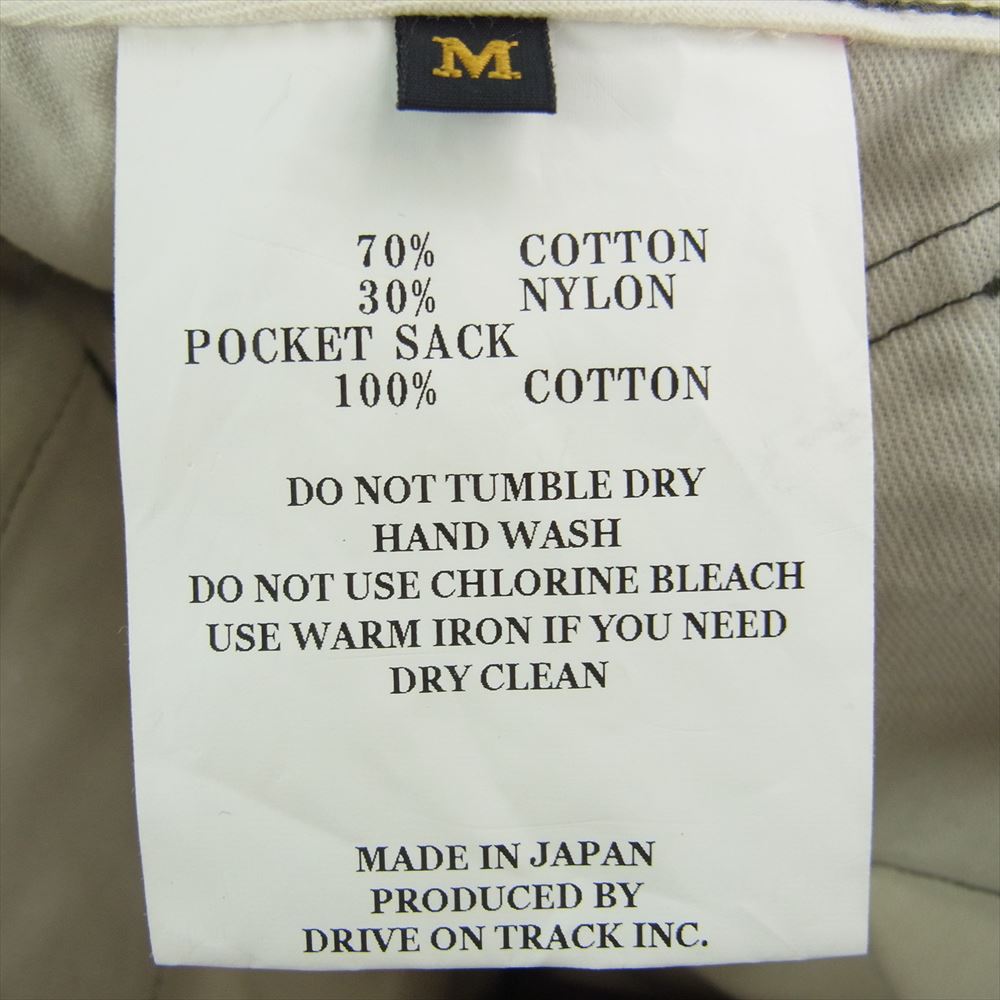 M
70% COTTON
30% NYLON
POCKET SACK
100% COTTON
DO NOT TUMBLE DRY
HAND WASH
DO NOT USE CHLORINE BLEACH
USE WARM IRON IF YOU NEED
DRY CLEAN
MADE IN JAPAN
PRODUCED BY
DRIVE ON TRACK INC.